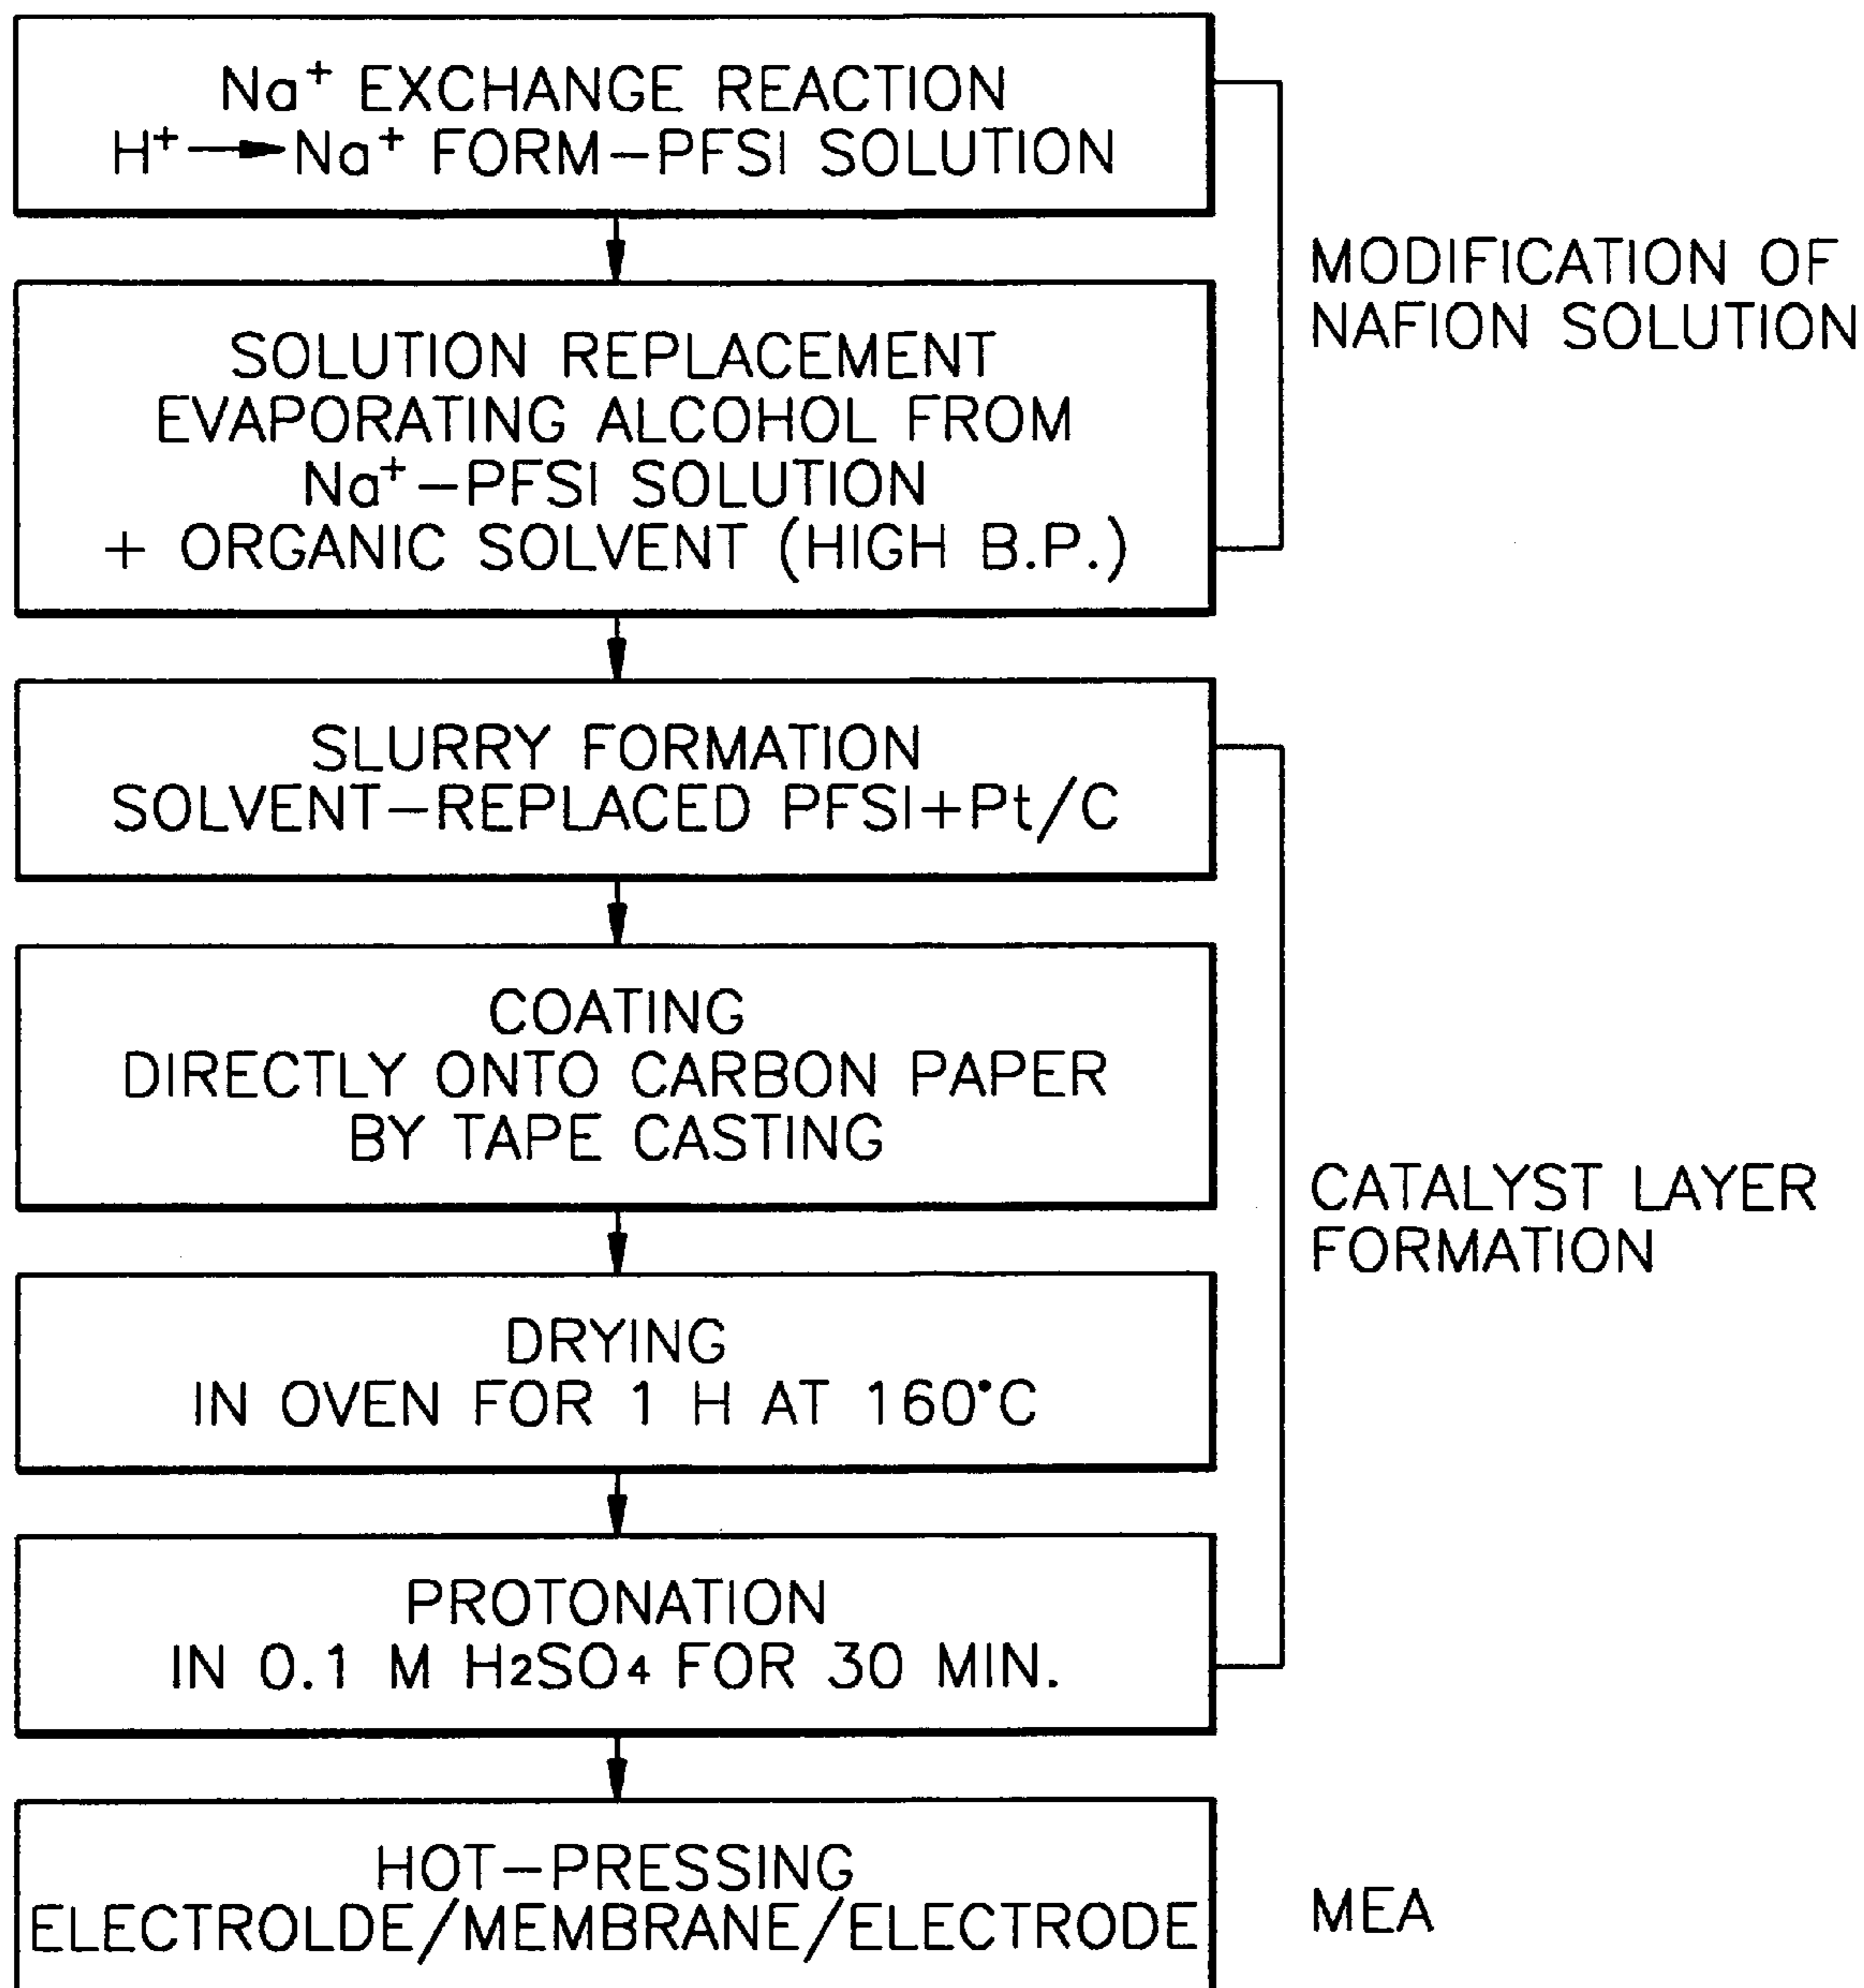 Na⁺ EXCHANGE REACTION
H⁺→Na⁺ FORM–PFSI SOLUTION
MODIFICATION OF
NAFION SOLUTION
SOLUTION REPLACEMENT
EVAPORATING ALCOHOL FROM
Na⁺–PFSI SOLUTION
+ ORGANIC SOLVENT (HIGH B.P.)
SLURRY FORMATION
SOLVENT–REPLACED PFSI+Pt/C
COATING
DIRECTLY ONTO CARBON PAPER
BY TAPE CASTING
CATALYST LAYER
FORMATION
DRYING
IN OVEN FOR 1 H AT 160°C
PROTONATION
IN 0.1 M H₂SO₄ FOR 30 MIN.
HOT–PRESSING
ELECTROLDE/MEMBRANE/ELECTRODE
MEA